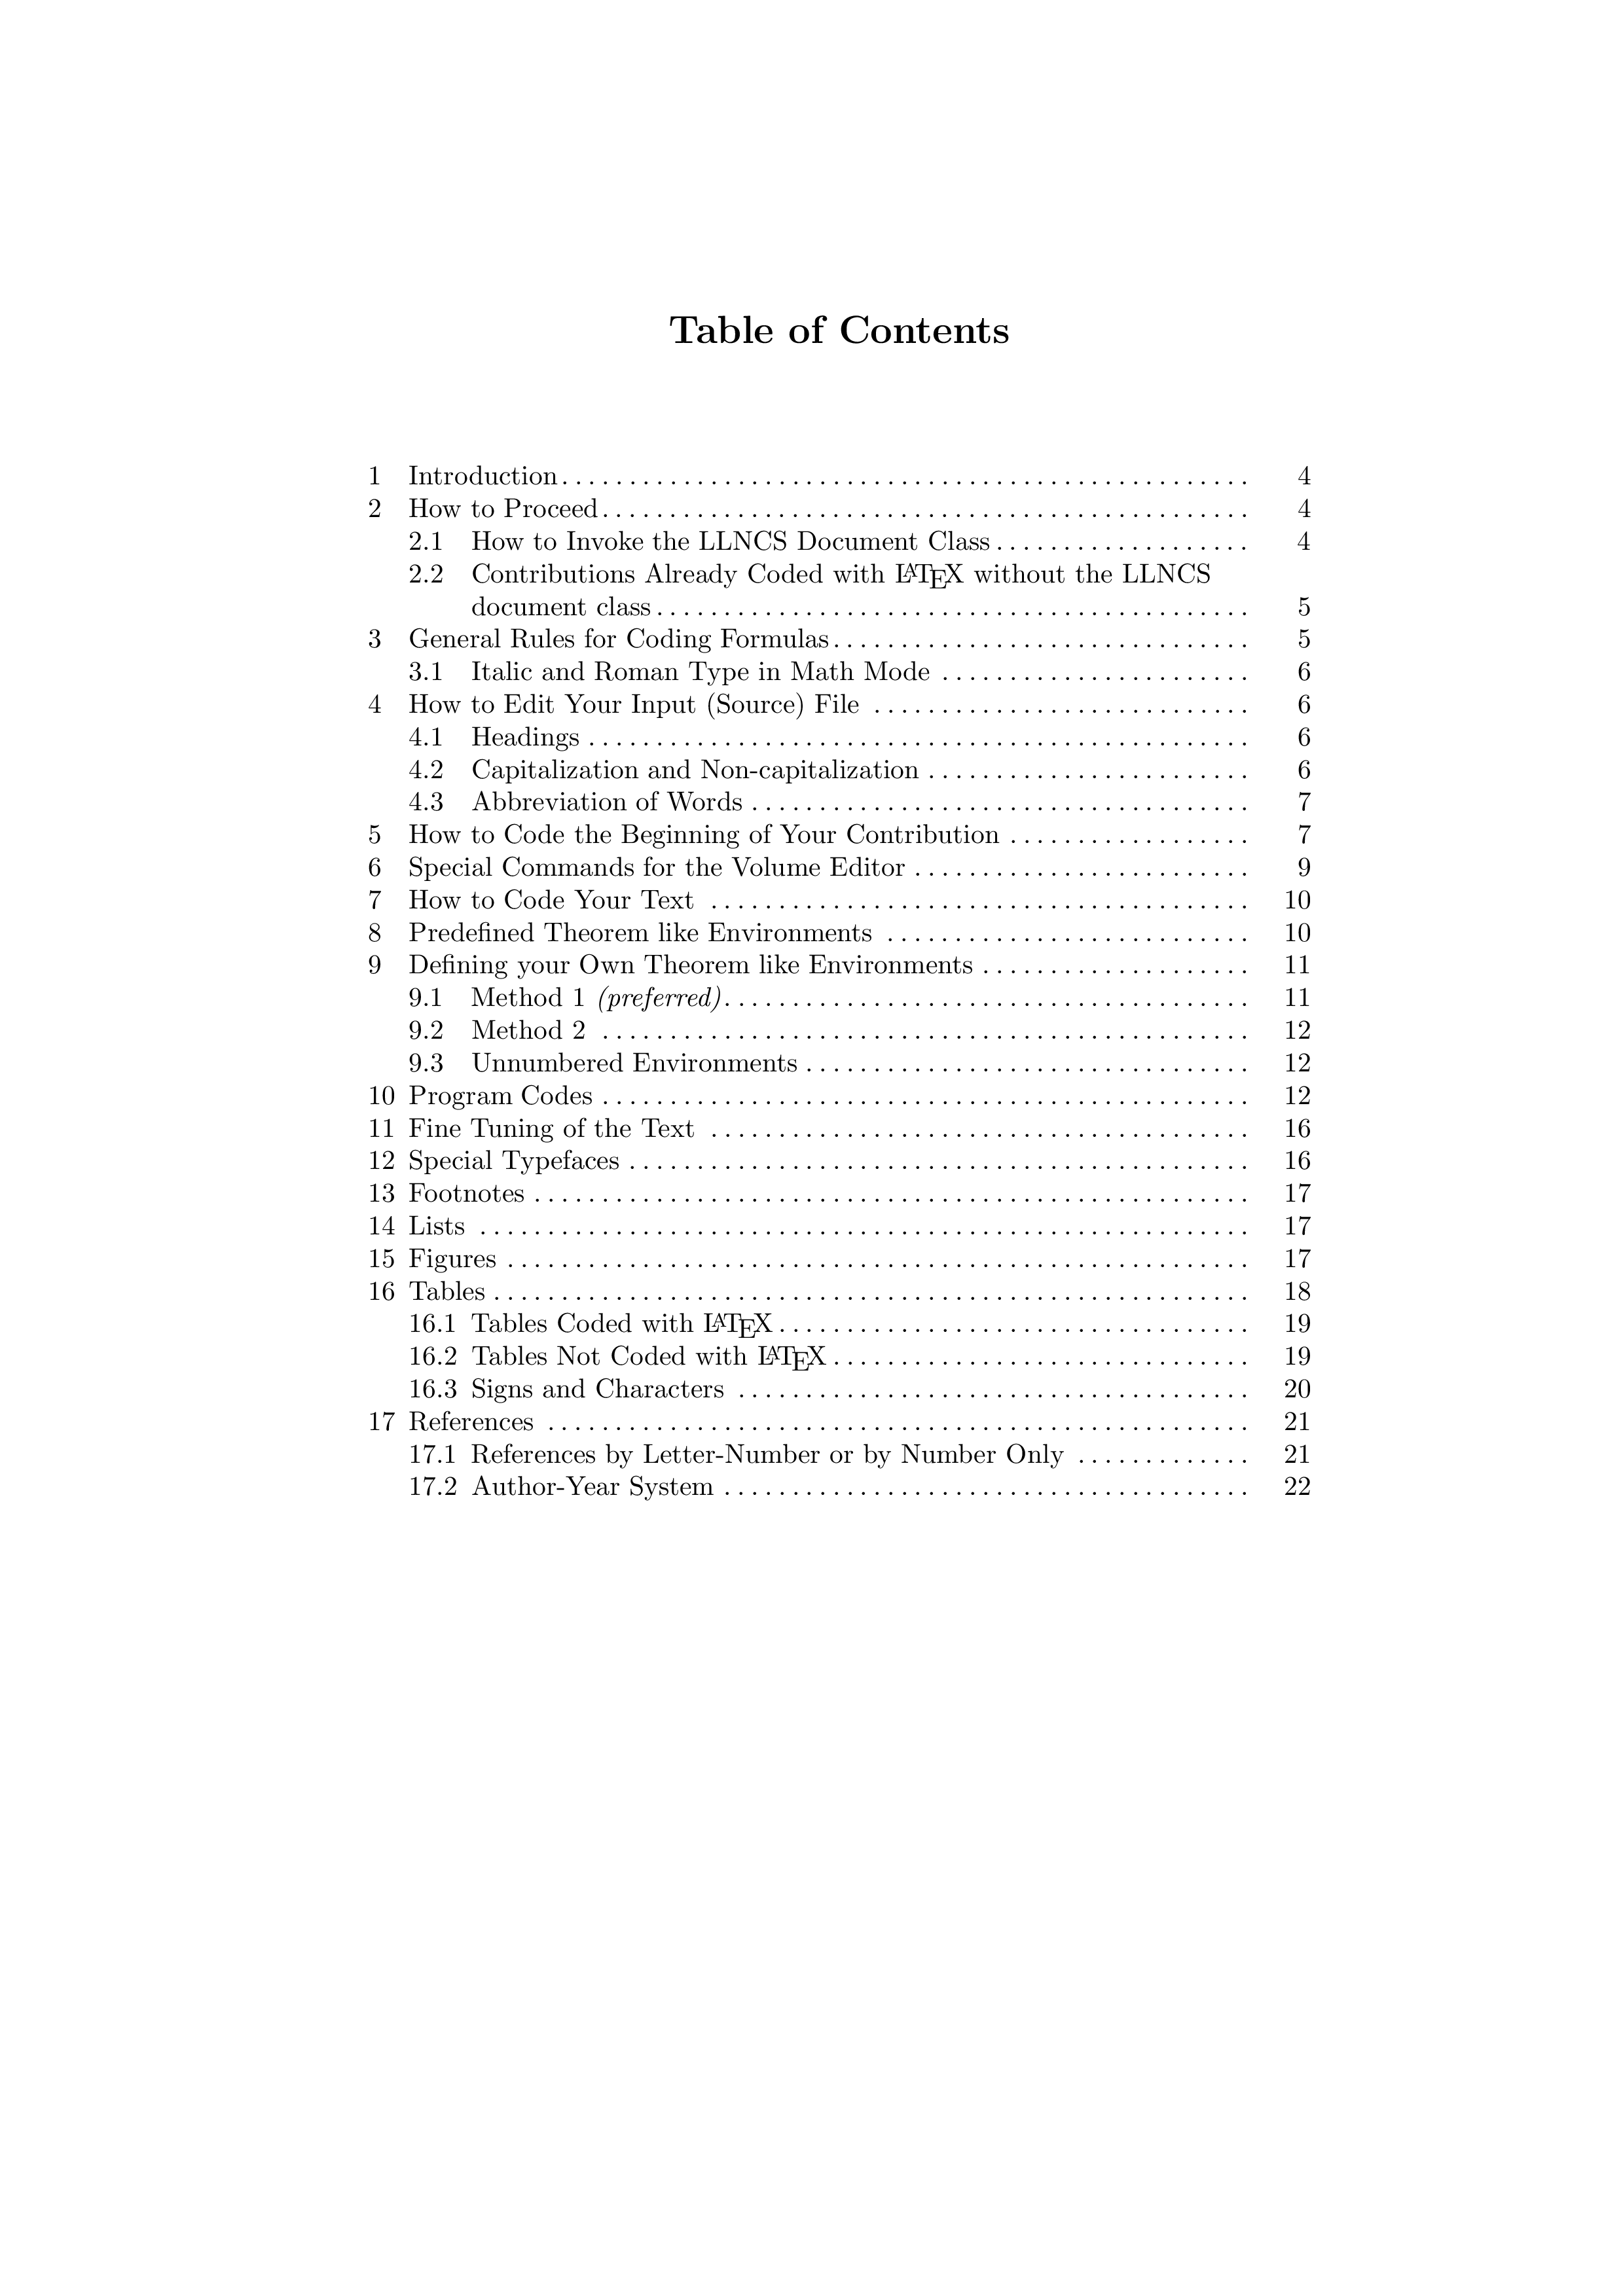 Table of Contents
1 Introduction . . . . . . . . . . . . . . . . . . . . . . . . . . . . . . . . . . . . . . . . . . . . . . . . . . . 4
2 How to Proceed . . . . . . . . . . . . . . . . . . . . . . . . . . . . . . . . . . . . . . . . . . . . . . . . 4
2.1 How to Invoke the LLNCS Document Class . . . . . . . . . . . . . . . . . . . 4
2.2 Contributions Already Coded with LATEX without the LLNCS
document class . . . . . . . . . . . . . . . . . . . . . . . . . . . . . . . . . . . . . . . . . . . . 5
3 General Rules for Coding Formulas . . . . . . . . . . . . . . . . . . . . . . . . . . . . . . . 5
3.1 Italic and Roman Type in Math Mode . . . . . . . . . . . . . . . . . . . . . . . 6
4 How to Edit Your Input (Source) File . . . . . . . . . . . . . . . . . . . . . . . . . . . . 6
4.1 Headings . . . . . . . . . . . . . . . . . . . . . . . . . . . . . . . . . . . . . . . . . . . . . . . . . 6
4.2 Capitalization and Non-capitalization . . . . . . . . . . . . . . . . . . . . . . . . 6
4.3 Abbreviation of Words . . . . . . . . . . . . . . . . . . . . . . . . . . . . . . . . . . . . . 7
5 How to Code the Beginning of Your Contribution . . . . . . . . . . . . . . . . . . 7
6 Special Commands for the Volume Editor . . . . . . . . . . . . . . . . . . . . . . . . . 9
7 How to Code Your Text . . . . . . . . . . . . . . . . . . . . . . . . . . . . . . . . . . . . . . . . 10
8 Predefined Theorem like Environments . . . . . . . . . . . . . . . . . . . . . . . . . . . 10
9 Defining your Own Theorem like Environments . . . . . . . . . . . . . . . . . . . . 11
9.1 Method 1 (preferred) . . . . . . . . . . . . . . . . . . . . . . . . . . . . . . . . . . . . . . . 11
9.2 Method 2 . . . . . . . . . . . . . . . . . . . . . . . . . . . . . . . . . . . . . . . . . . . . . . . . 12
9.3 Unnumbered Environments . . . . . . . . . . . . . . . . . . . . . . . . . . . . . . . . . 12
10 Program Codes . . . . . . . . . . . . . . . . . . . . . . . . . . . . . . . . . . . . . . . . . . . . . . . . 12
11 Fine Tuning of the Text . . . . . . . . . . . . . . . . . . . . . . . . . . . . . . . . . . . . . . . . 16
12 Special Typefaces . . . . . . . . . . . . . . . . . . . . . . . . . . . . . . . . . . . . . . . . . . . . . . 16
13 Footnotes . . . . . . . . . . . . . . . . . . . . . . . . . . . . . . . . . . . . . . . . . . . . . . . . . . . . . 17
14 Lists . . . . . . . . . . . . . . . . . . . . . . . . . . . . . . . . . . . . . . . . . . . . . . . . . . . . . . . . . 17
15 Figures . . . . . . . . . . . . . . . . . . . . . . . . . . . . . . . . . . . . . . . . . . . . . . . . . . . . . . . 17
16 Tables . . . . . . . . . . . . . . . . . . . . . . . . . . . . . . . . . . . . . . . . . . . . . . . . . . . . . . . . 18
16.1 Tables Coded with LATEX . . . . . . . . . . . . . . . . . . . . . . . . . . . . . . . . . . . 19
16.2 Tables Not Coded with LATEX . . . . . . . . . . . . . . . . . . . . . . . . . . . . . . . 19
16.3 Signs and Characters . . . . . . . . . . . . . . . . . . . . . . . . . . . . . . . . . . . . . . 20
17 References . . . . . . . . . . . . . . . . . . . . . . . . . . . . . . . . . . . . . . . . . . . . . . . . . . . . 21
17.1 References by Letter-Number or by Number Only . . . . . . . . . . . . . 21
17.2 Author-Year System . . . . . . . . . . . . . . . . . . . . . . . . . . . . . . . . . . . . . . . 22